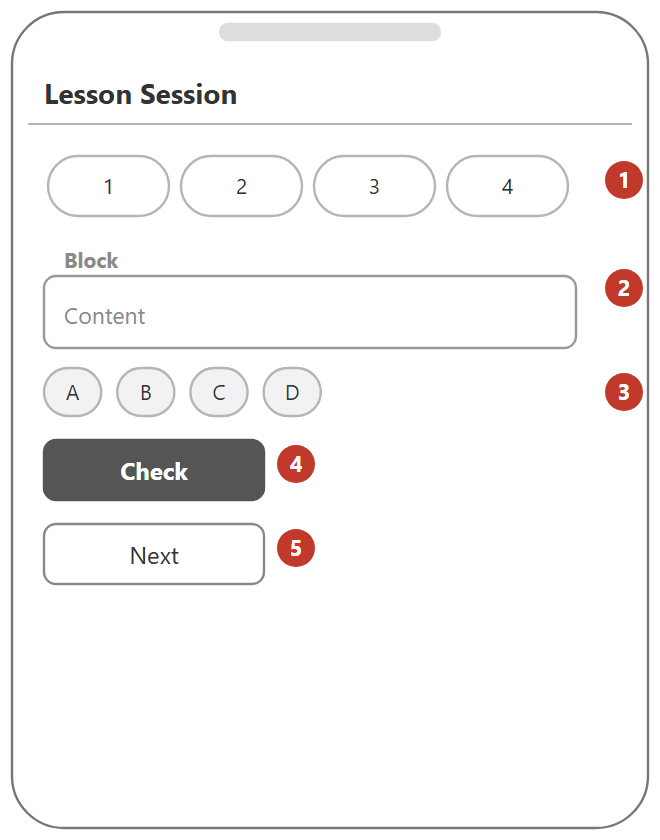 Lesson Session
1 2 3 4 1
Block
Content 2
A B C D 3
Check 4
Next 5